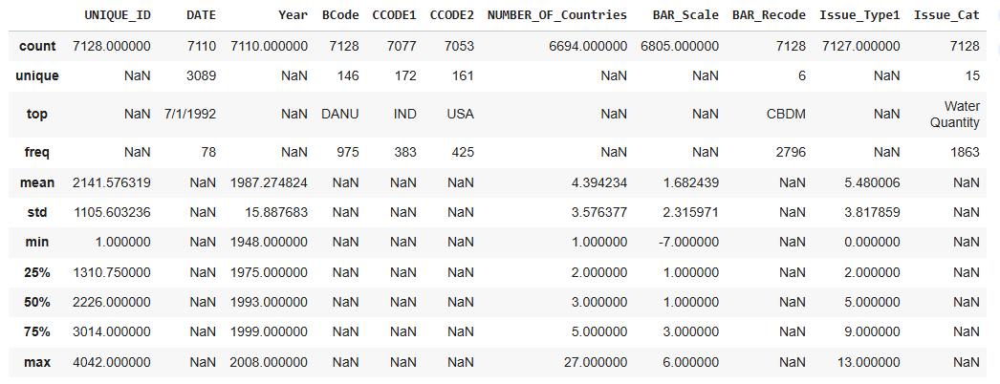 UNIQUE_ID DATE Year BCode CCODE1 CCODE2 NUMBER_OF_Countries BAR_Scale BAR_Recode Issue_Type1 Issue_Cat
count 7128.000000 7110 7110.000000 7128 7077 7053 6694.000000 6805.000000 7128 7127.000000 7128
unique NaN 3089 NaN 146 172 161 NaN NaN 6 NaN 15
top NaN 7/1/1992 NaN DANU IND USA NaN NaN CBDM NaN Water
Quantity
freq NaN 78 NaN 975 383 425 NaN NaN 2796 NaN 1863
mean 2141.576319 NaN 1987.274824 NaN NaN NaN 4.394234 1.682439 NaN 5.480006 NaN
std 1105.603236 NaN 15.887683 NaN NaN NaN 3.576377 2.315971 NaN 3.817859 NaN
min 1.000000 NaN 1948.000000 NaN NaN NaN 1.000000 -7.000000 NaN 0.000000 NaN
25% 1310.750000 NaN 1975.000000 NaN NaN NaN 2.000000 1.000000 NaN 2.000000 NaN
50% 2226.000000 NaN 1993.000000 NaN NaN NaN 3.000000 1.000000 NaN 5.000000 NaN
75% 3014.000000 NaN 1999.000000 NaN NaN NaN 5.000000 3.000000 NaN 9.000000 NaN
max 4042.000000 NaN 2008.000000 NaN NaN NaN 27.000000 6.000000 NaN 13.000000 NaN